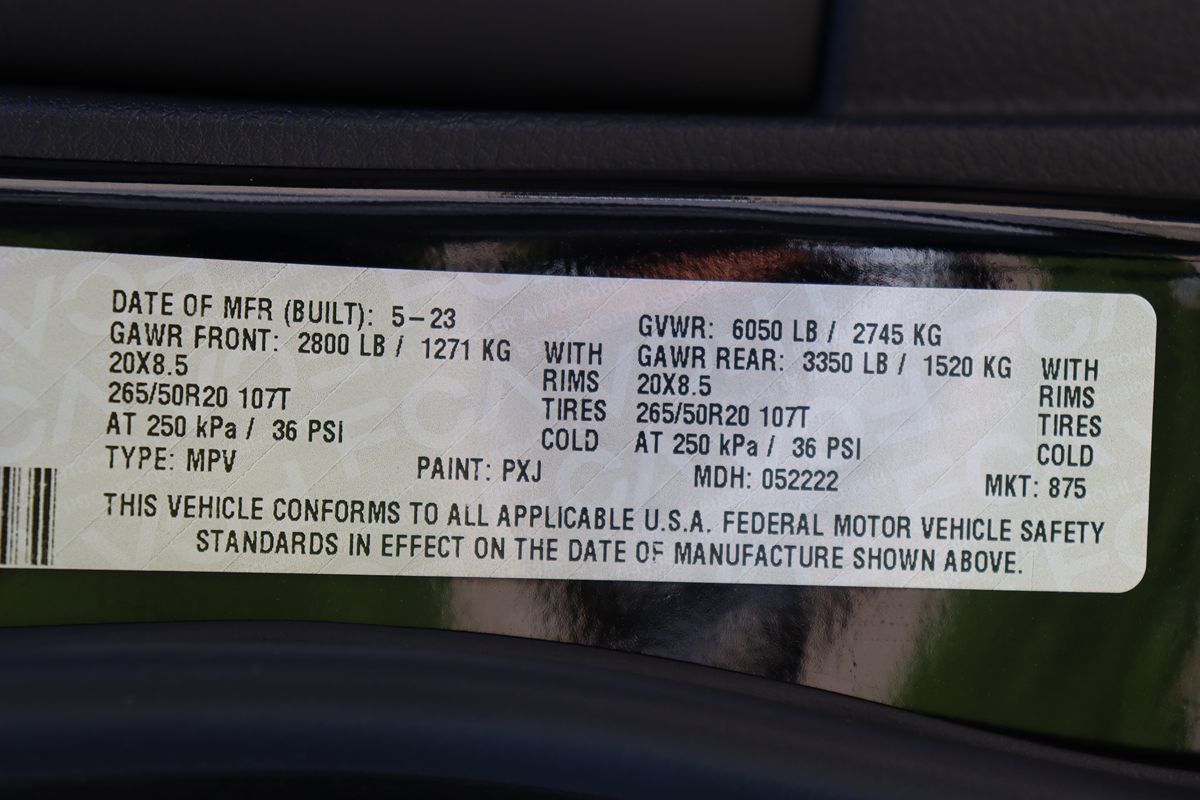 DATE OF MFR (BUILT): 5-23
GAWR FRONT: 2800 LB / 1271 KG WITH
20X8.5 RIMS
265/50R20 107T TIRES
AT 250 kPa / 36 PSI COLD
GVWR: 6050 LB / 2745 KG
GAWR REAR: 3350 LB / 1520 KG WITH
20X8.5 RIMS
265/50R20 107T TIRES
AT 250 kPa / 36 PSI COLD
TYPE: MPV PAINT: PXJ MDH: 052222 MKT: 875
THIS VEHICLE CONFORMS TO ALL APPLICABLE U.S.A. FEDERAL MOTOR VEHICLE SAFETY
STANDARDS IN EFFECT ON THE DATE OF MANUFACTURE SHOWN ABOVE.